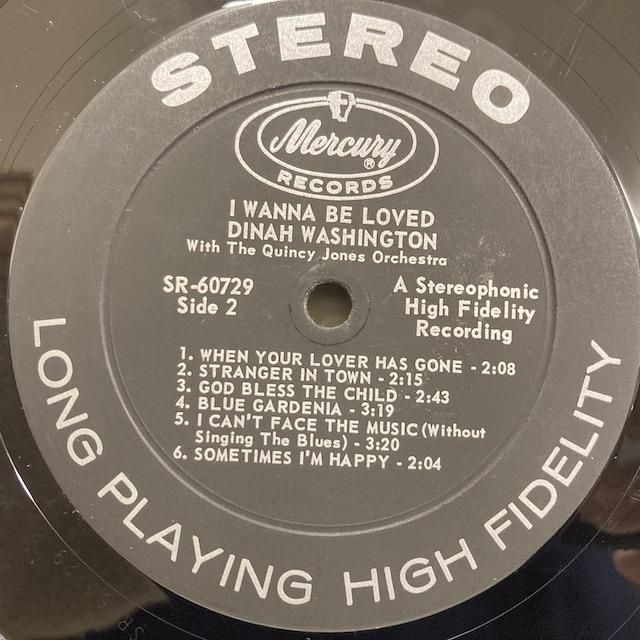 STEREO
Mercury®
RECORDS
I WANNA BE LOVED
DINAH WASHINGTON
With The Quincy Jones Orchestra
SR-60729
Side 2
A Stereophonic
High Fidelity
Recording
1. WHEN YOUR LOVER HAS GONE - 2:08
2. STRANGER IN TOWN - 2:15
3. GOD BLESS THE CHILD - 2:43
4. BLUE GARDENIA - 3:19
5. I CAN'T FACE THE MUSIC (Without
Singing The Blues) - 3:20
6. SOMETIMES I'M HAPPY - 2:04
LONG PLAYING HIGH FIDELITY